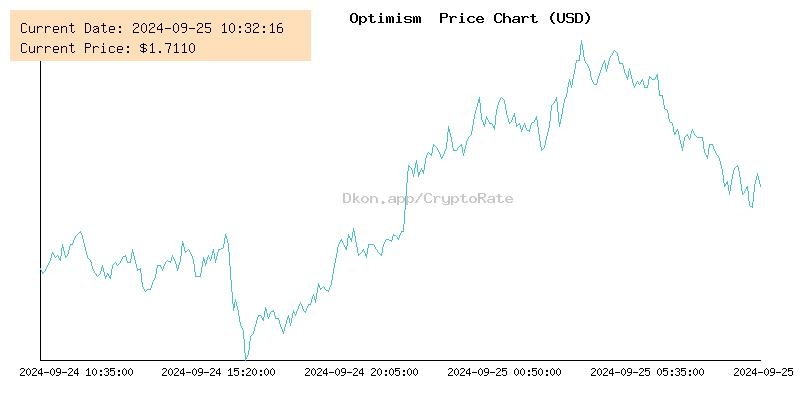 Optimism  Price Chart (USD)
Current Date: 2024-09-25 10:32:16
Current Price: $1.7110
Dkon.app/CryptoRate
2024-09-24 10:35:00 2024-09-24 15:20:00 2024-09-24 20:05:00 2024-09-25 00:50:00 2024-09-25 05:35:00 2024-09-25